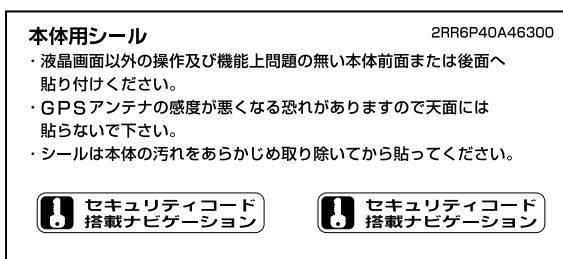 本体用シール 2RR6P40A46300
・液晶画面以外の操作及び機能上問題の無い本体前面または後面へ
貼り付けください。
・GPSアンテナの感度が悪くなる恐れがありますので天面には
貼らないで下さい。
・シールは本体の汚れをあらかじめ取り除いてから貼ってください。
セキュリティコード
搭載ナビゲーション
セキュリティコード
搭載ナビゲーション